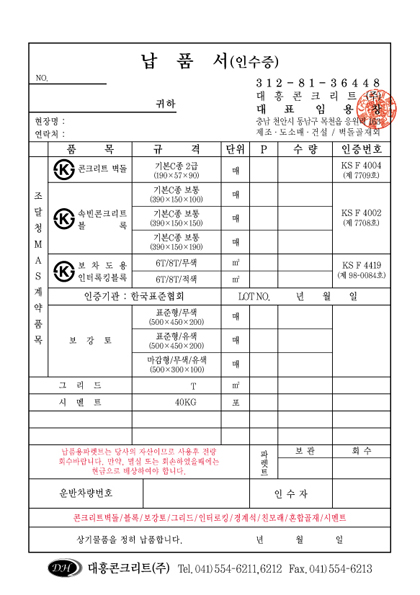 납 품 서(인수증)
NO.
귀하
312-81-36448
대 흥 콘 크 리 트 (주)
대 표 임 용
충남 천안시 동남구 목천읍
제조·도소매·건설 / 벽돌골재외
현장명 :
연락처 :
품 목 규 격 단위 P 수 량 인증번호
조달청MAS계약품목
콘크리트 벽돌 기본C종 2급 (190×57×90) 매 KS F 4004 (제 7709호)
속빈콘크리트 블 록
기본C종 보통 (390×150×100) 매
기본C종 보통 (390×150×150) 매 KS F 4002 (제 7708호)
기본C종 보통 (390×150×190) 매
보 차 도 용 인터록킹블록
6T/8T/무색 ㎡ KS F 4419 (제 98-0084호)
6T/8T/적색 ㎡
인증기관 : 한국표준협회 LOT NO. 년 월 일
보 강 토
표준형/무색 (500×450×200) 매
표준형/유색 (500×450×200) 매
마감형/무색/유색 (500×300×100) 매
그 리 드 T ㎡
시 멘 트 40KG 포
납품용파렛트는 당사의 자산이므로 사용후 전량
회수바랍니다. 만약, 멸실 또는 회손하였을때에는
현금으로 배상하여야 합니다.
파렛트 보 관 회 수
운반차량번호 인 수 자
콘크리트벽돌/블록/보강토/그리드/인터로킹/경계석/친모래/혼합골재/시멘트
상기물품을 정히 납품합니다. 년 월 일
DH 대흥콘크리트(주) Tel. 041) 554-6211, 6212 Fax. 041) 554-6213